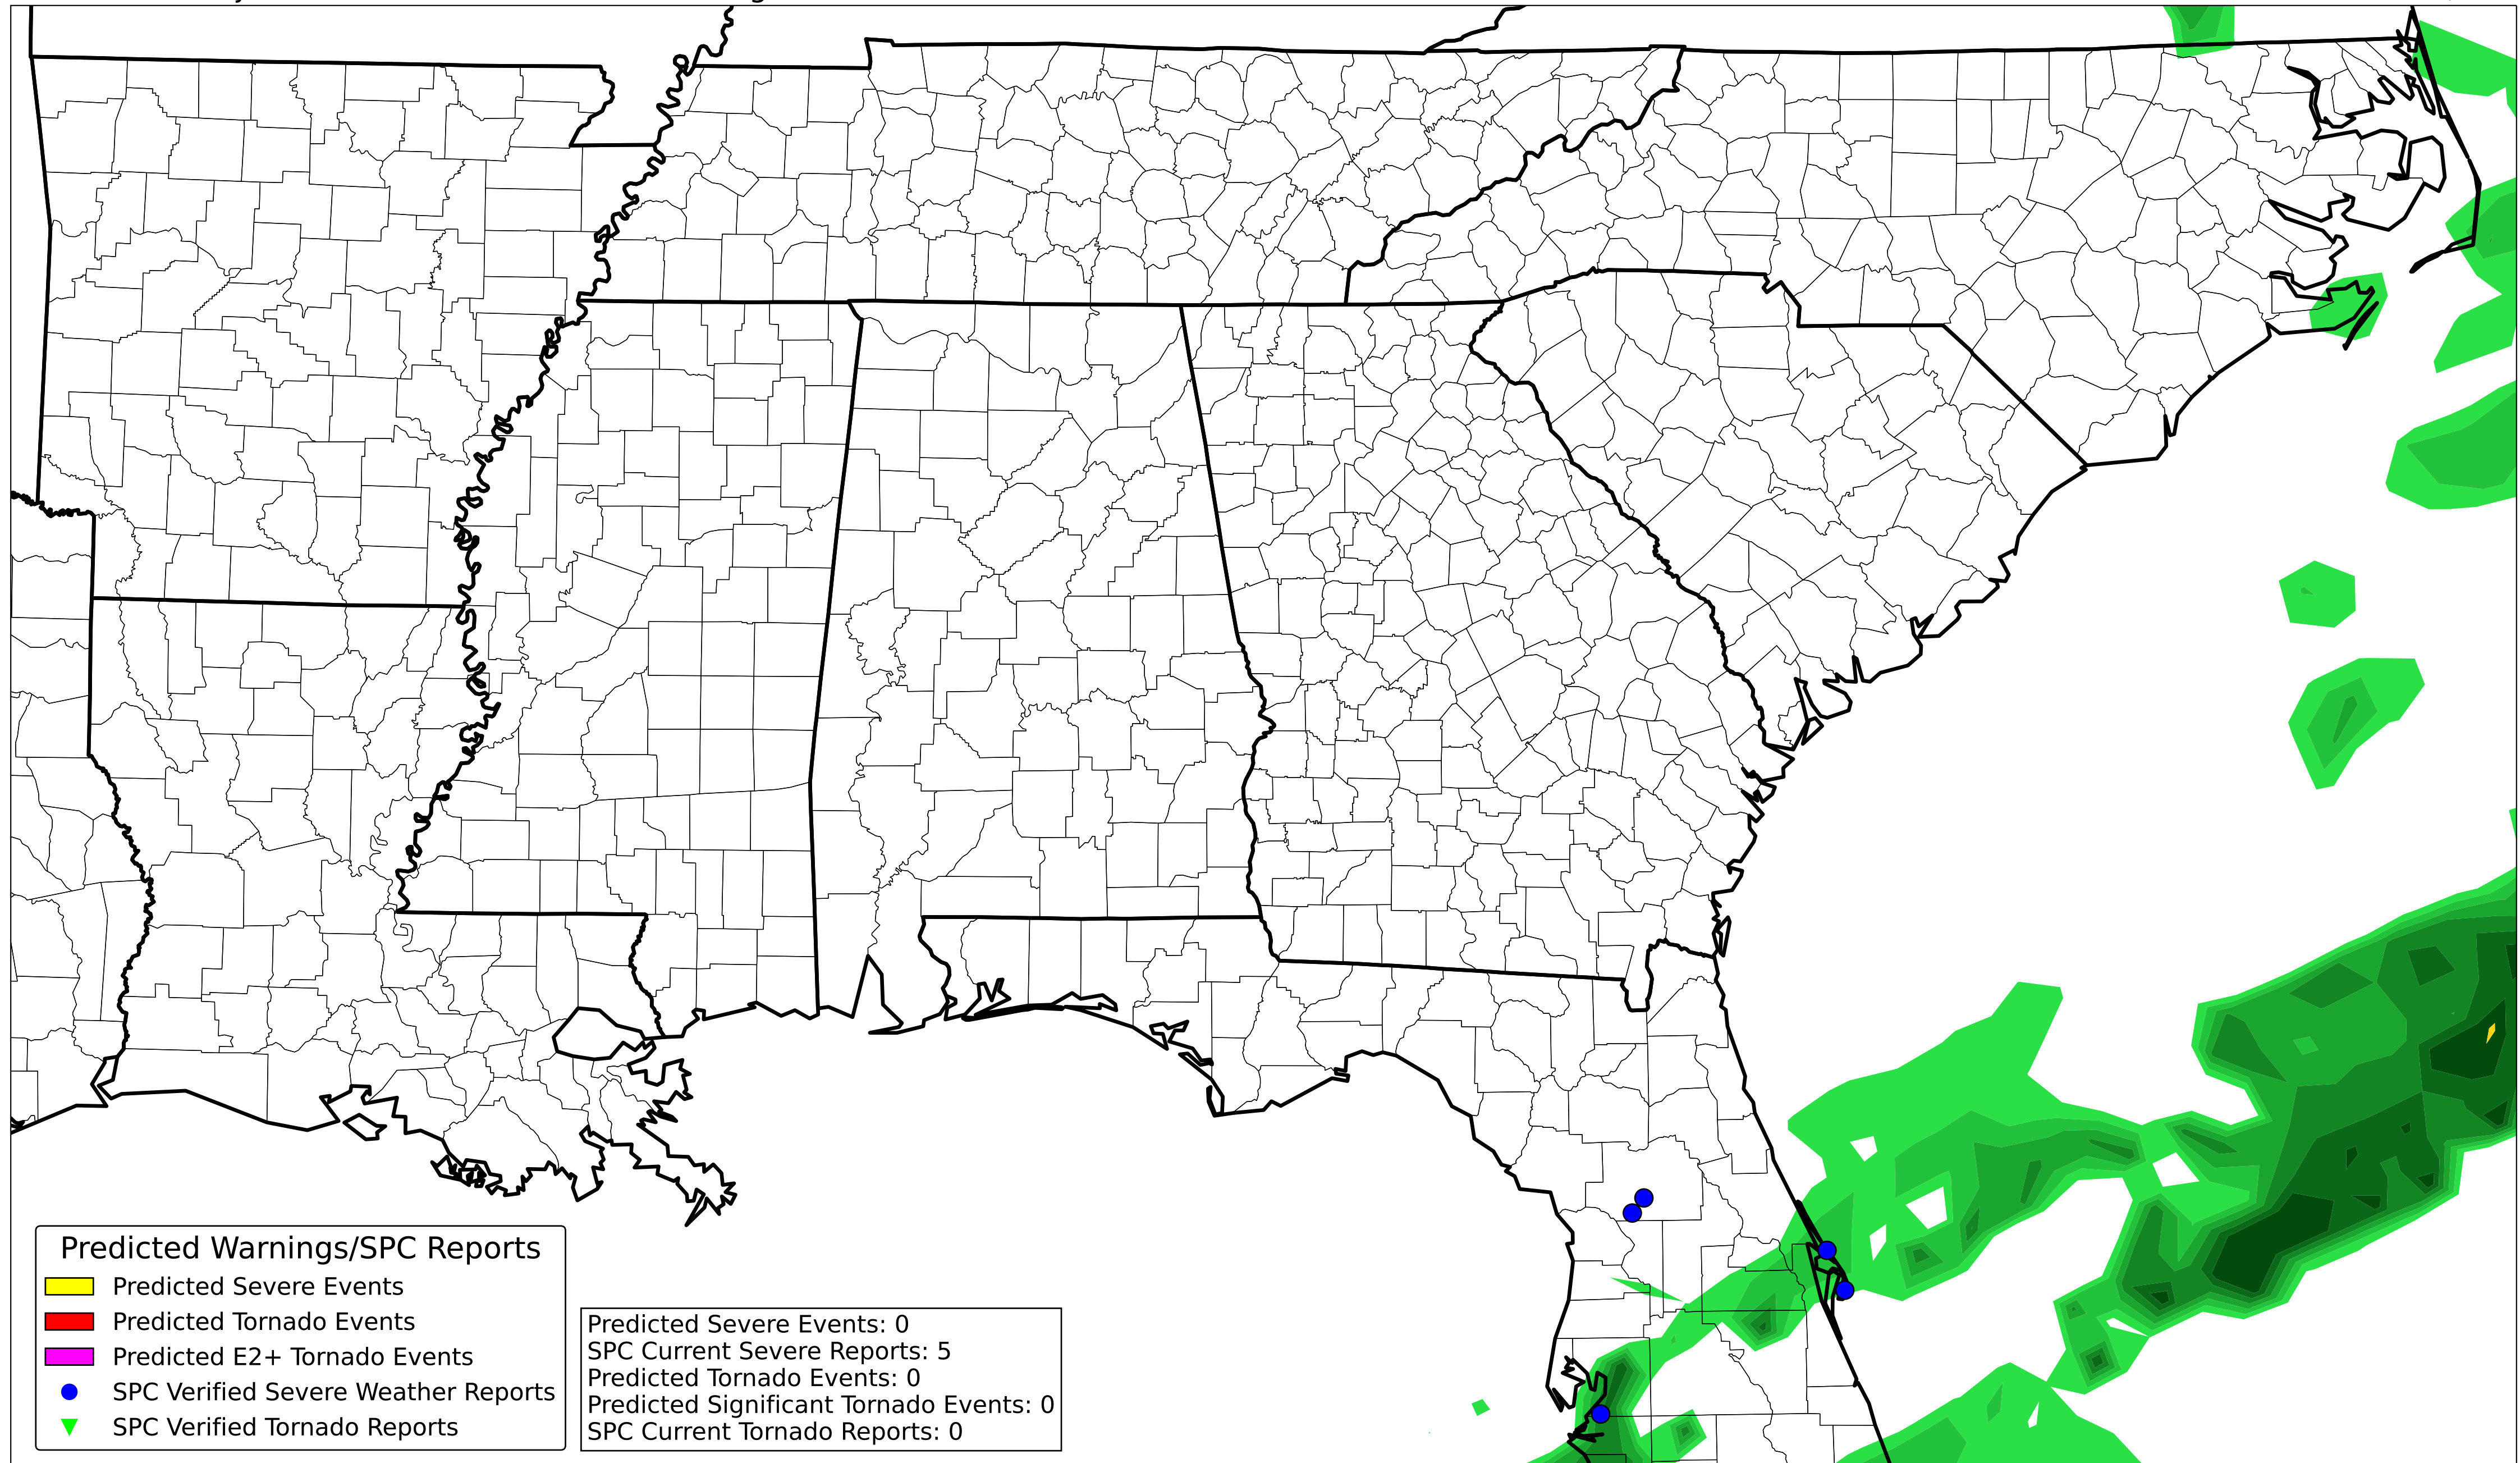 Predicted Warnings/SPC Reports
Predicted Severe Events
Predicted Tornado Events
Predicted E2+ Tornado Events
SPC Verified Severe Weather Reports
SPC Verified Tornado Reports
Predicted Severe Events: 0
SPC Current Severe Reports: 5
Predicted Tornado Events: 0
Predicted Significant Tornado Events: 0
SPC Current Tornado Reports: 0